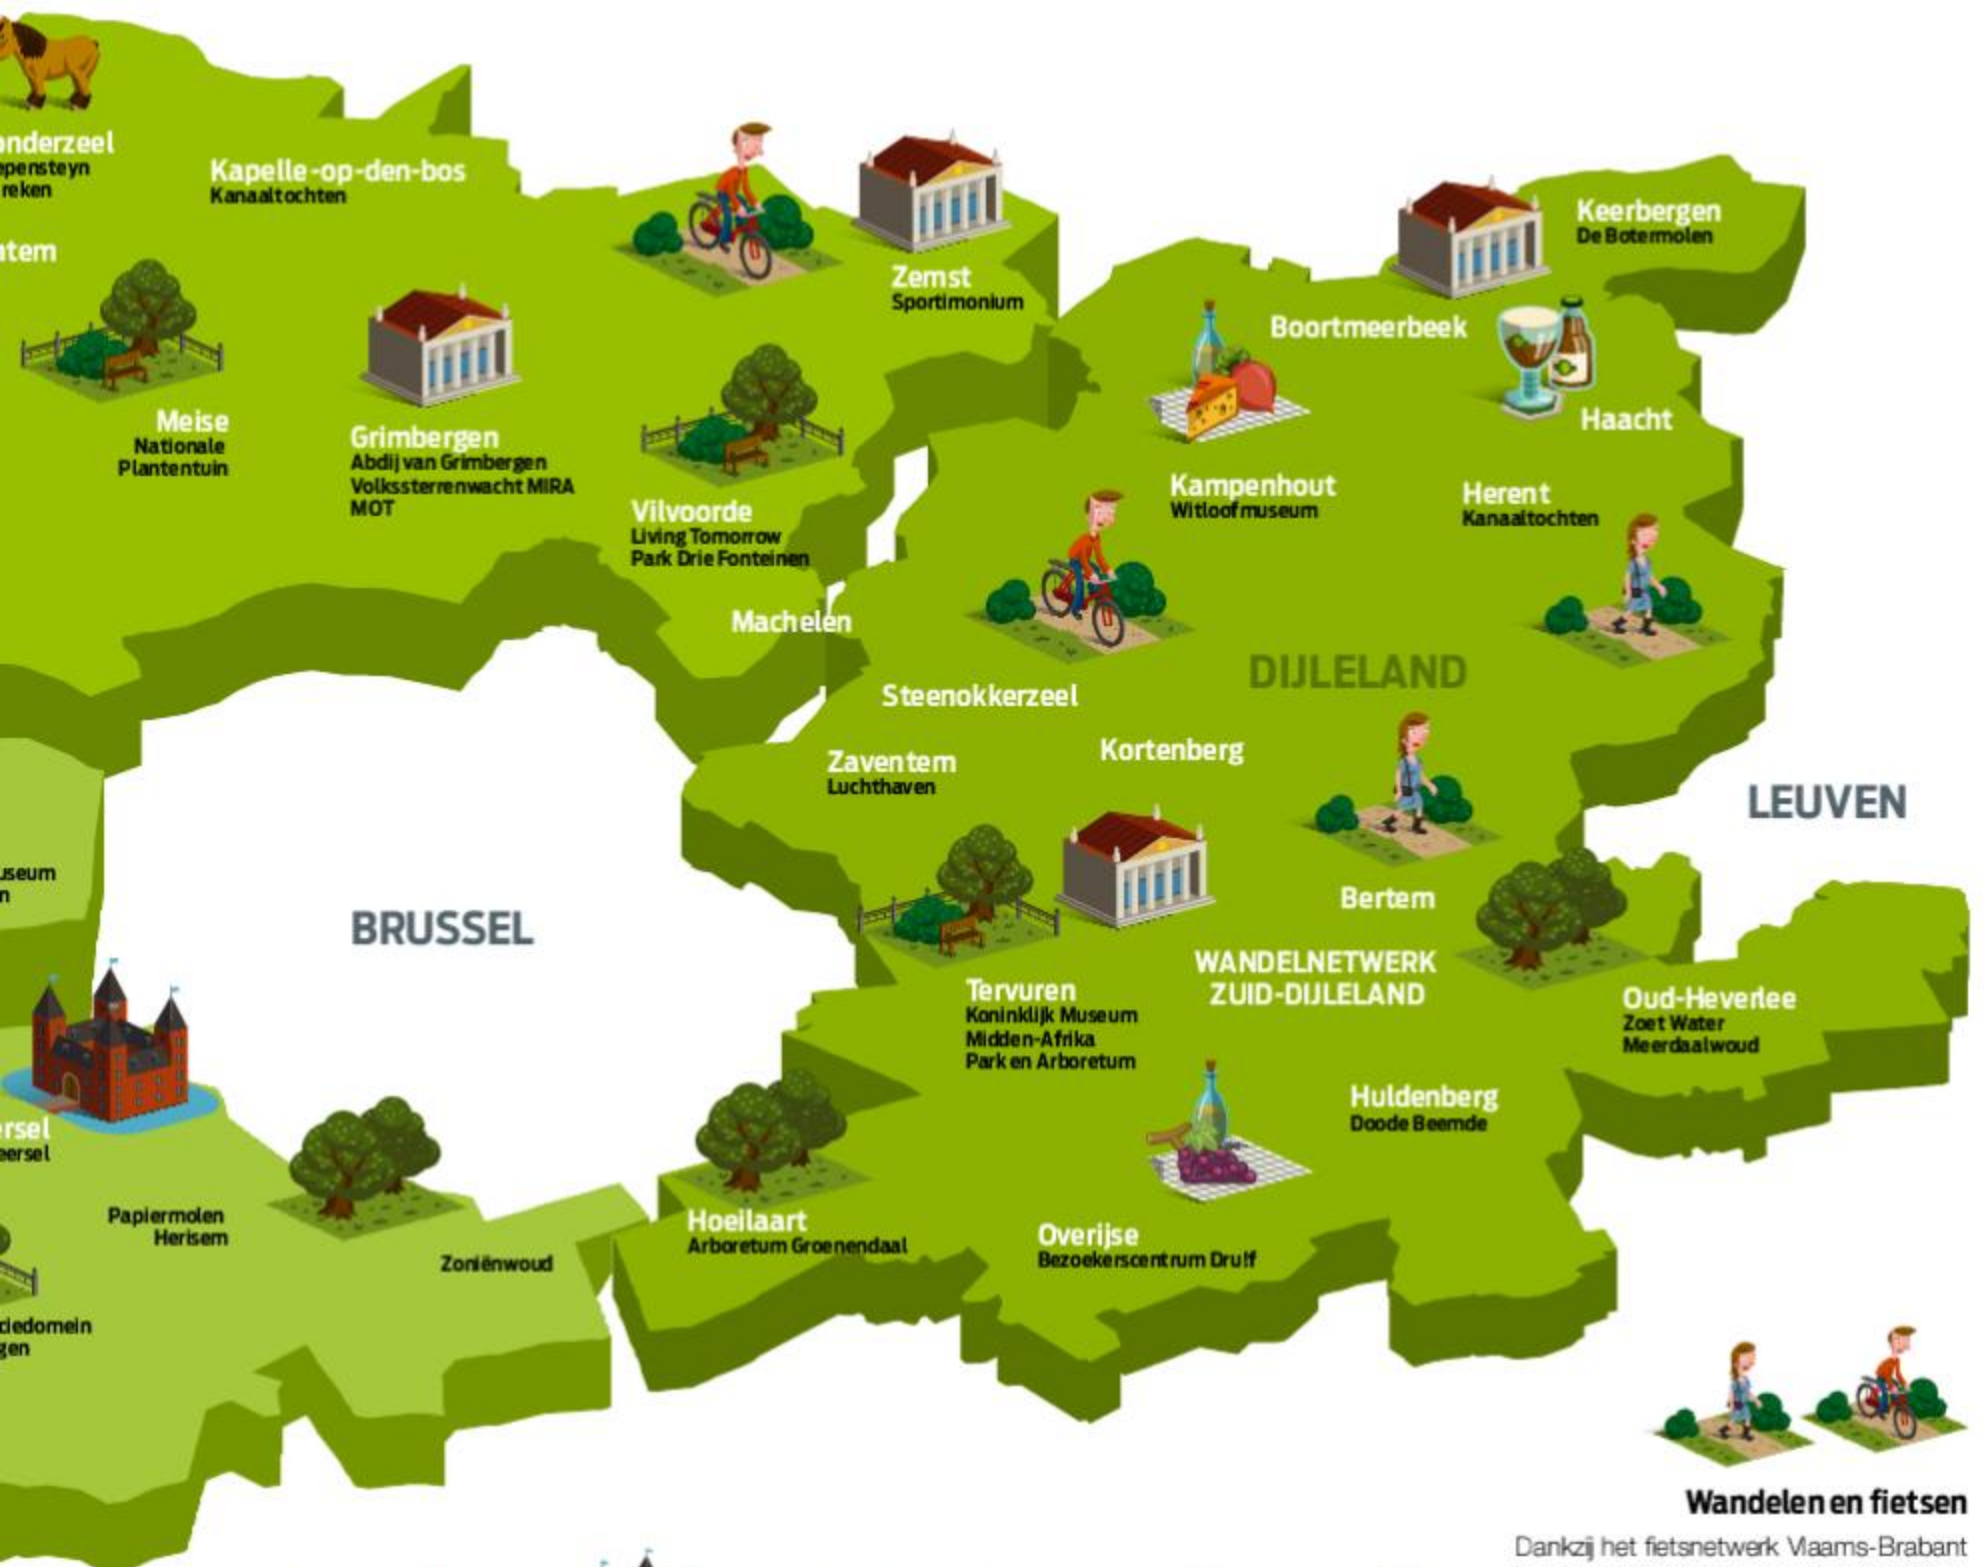 Kapelle-op-den-bos
Kanaaltochten
Zemst
Sportimonium
Keerbergen
De Botermolen
Boortmeerbeek
Haacht
Meise
Nationale
Plantentuin
Grimbergen
Abdij van Grimbergen
Volkssterrenwacht MIRA
MOT
Vilvoorde
Living Tomorrow
Park Drie Fonteinen
Machelen
Kampenhout
Witloofmuseum
Herent
Kanaaltochten
DIJLELAND
Steenokkerzeel
Zaventem
Luchthaven
Kortenberg
LEUVEN
BRUSSEL
Bertem
WANDELNETWERK
ZUID-DIJLELAND
Tervuren
Koninklijk Museum
Midden-Afrika
Park en Arboretum
Oud-Heverlee
Zoet Water
Meerdaalwoud
Huldenberg
Doode Beemde
Papiermolen
Herisem
Zoniënwoud
Hoeilaart
Arboretum Groenendaal
Overijse
Bezoekerscentrum Druif
onderzeel
epensteyn
reken
atem
useum
n
ersel
eersel
ciedomein
gen
Wandelen en fietsen
Dankzij het fietsnetwerk Vlaams-Brabant